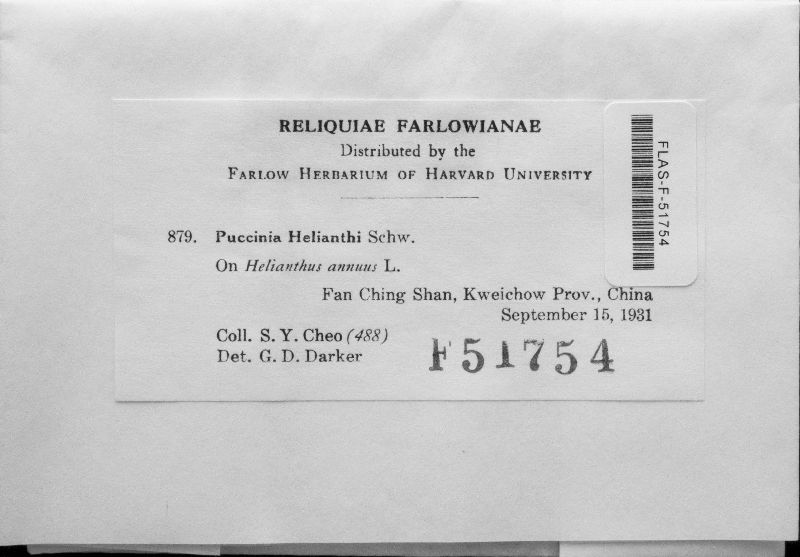 RELIQUIAE FARLOWIANAE
Distributed by the
FARLOW HERBARIUM OF HARVARD UNIVERSITY
879. Puccinia Helianthi Schw.
On Helianthus annuus L.
Fan Ching Shan, Kweichow Prov., China
September 15, 1931
Coll. S. Y. Cheo (488)
Det. G. D. Darker
F51754
FLAS-F-51754